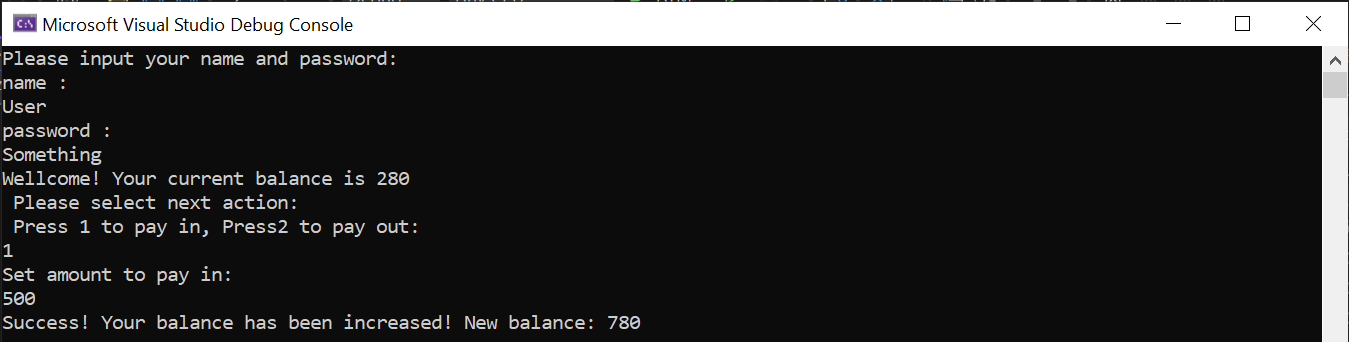 Microsoft Visual Studio Debug Console
Please input your name and password:
name :
User
password :
Something
Wellcome! Your current balance is 280
 Please select next action:
 Press 1 to pay in, Press2 to pay out:
1
Set amount to pay in:
500
Success! Your balance has been increased! New balance: 780